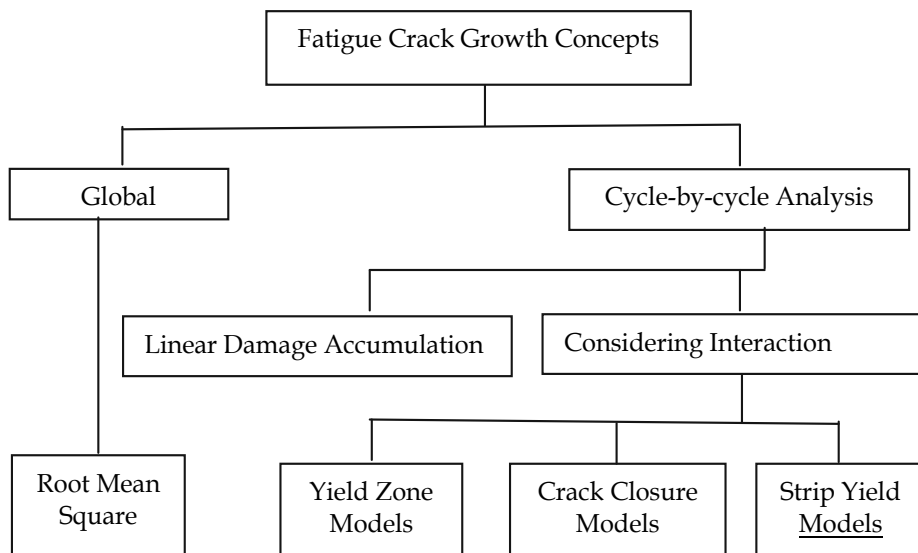 Fatigue Crack Growth Concepts
Global
Cycle-by-cycle Analysis
Linear Damage Accumulation
Considering Interaction
Root Mean
Square
Yield Zone
Models
Crack Closure
Models
Strip Yield
Models